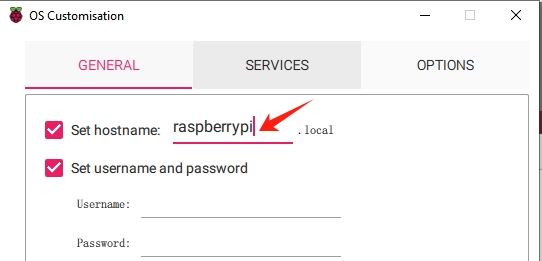 OS Customisation
GENERAL SERVICES OPTIONS
Set hostname: raspberrypi .local
Set username and password
Username:
Password: